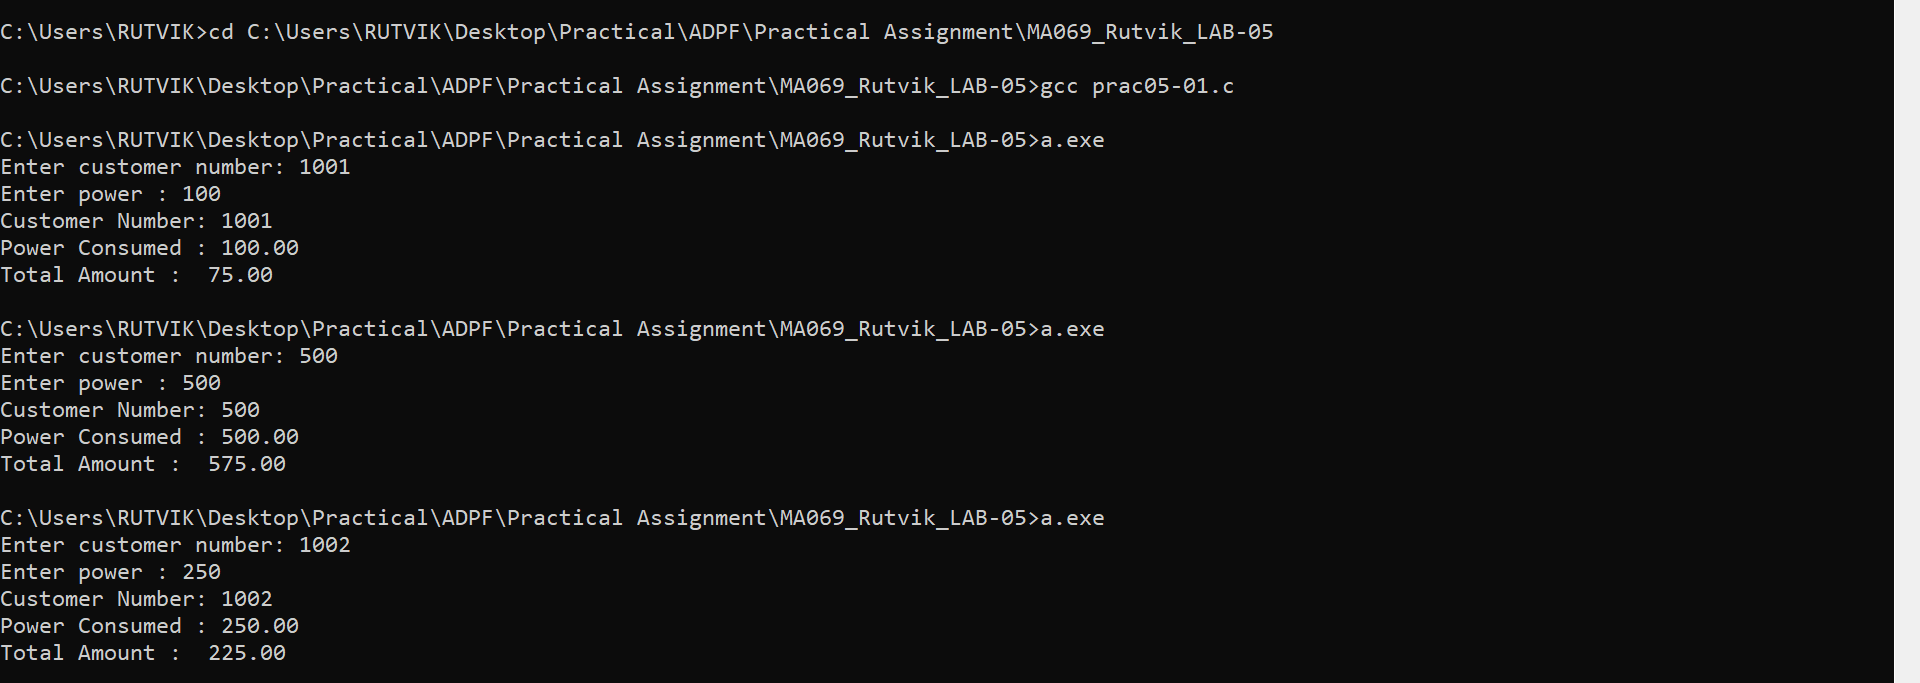 C:\Users\RUTVIK>cd C:\Users\RUTVIK\Desktop\Practical\ADPF\Practical Assignment\MA069_Rutvik_LAB-05
C:\Users\RUTVIK\Desktop\Practical\ADPF\Practical Assignment\MA069_Rutvik_LAB-05>gcc prac05-01.c
C:\Users\RUTVIK\Desktop\Practical\ADPF\Practical Assignment\MA069_Rutvik_LAB-05>a.exe
Enter customer number: 1001
Enter power : 100
Customer Number: 1001
Power Consumed : 100.00
Total Amount :  75.00
C:\Users\RUTVIK\Desktop\Practical\ADPF\Practical Assignment\MA069_Rutvik_LAB-05>a.exe
Enter customer number: 500
Enter power : 500
Customer Number: 500
Power Consumed : 500.00
Total Amount :  575.00
C:\Users\RUTVIK\Desktop\Practical\ADPF\Practical Assignment\MA069_Rutvik_LAB-05>a.exe
Enter customer number: 1002
Enter power : 250
Customer Number: 1002
Power Consumed : 250.00
Total Amount :  225.00